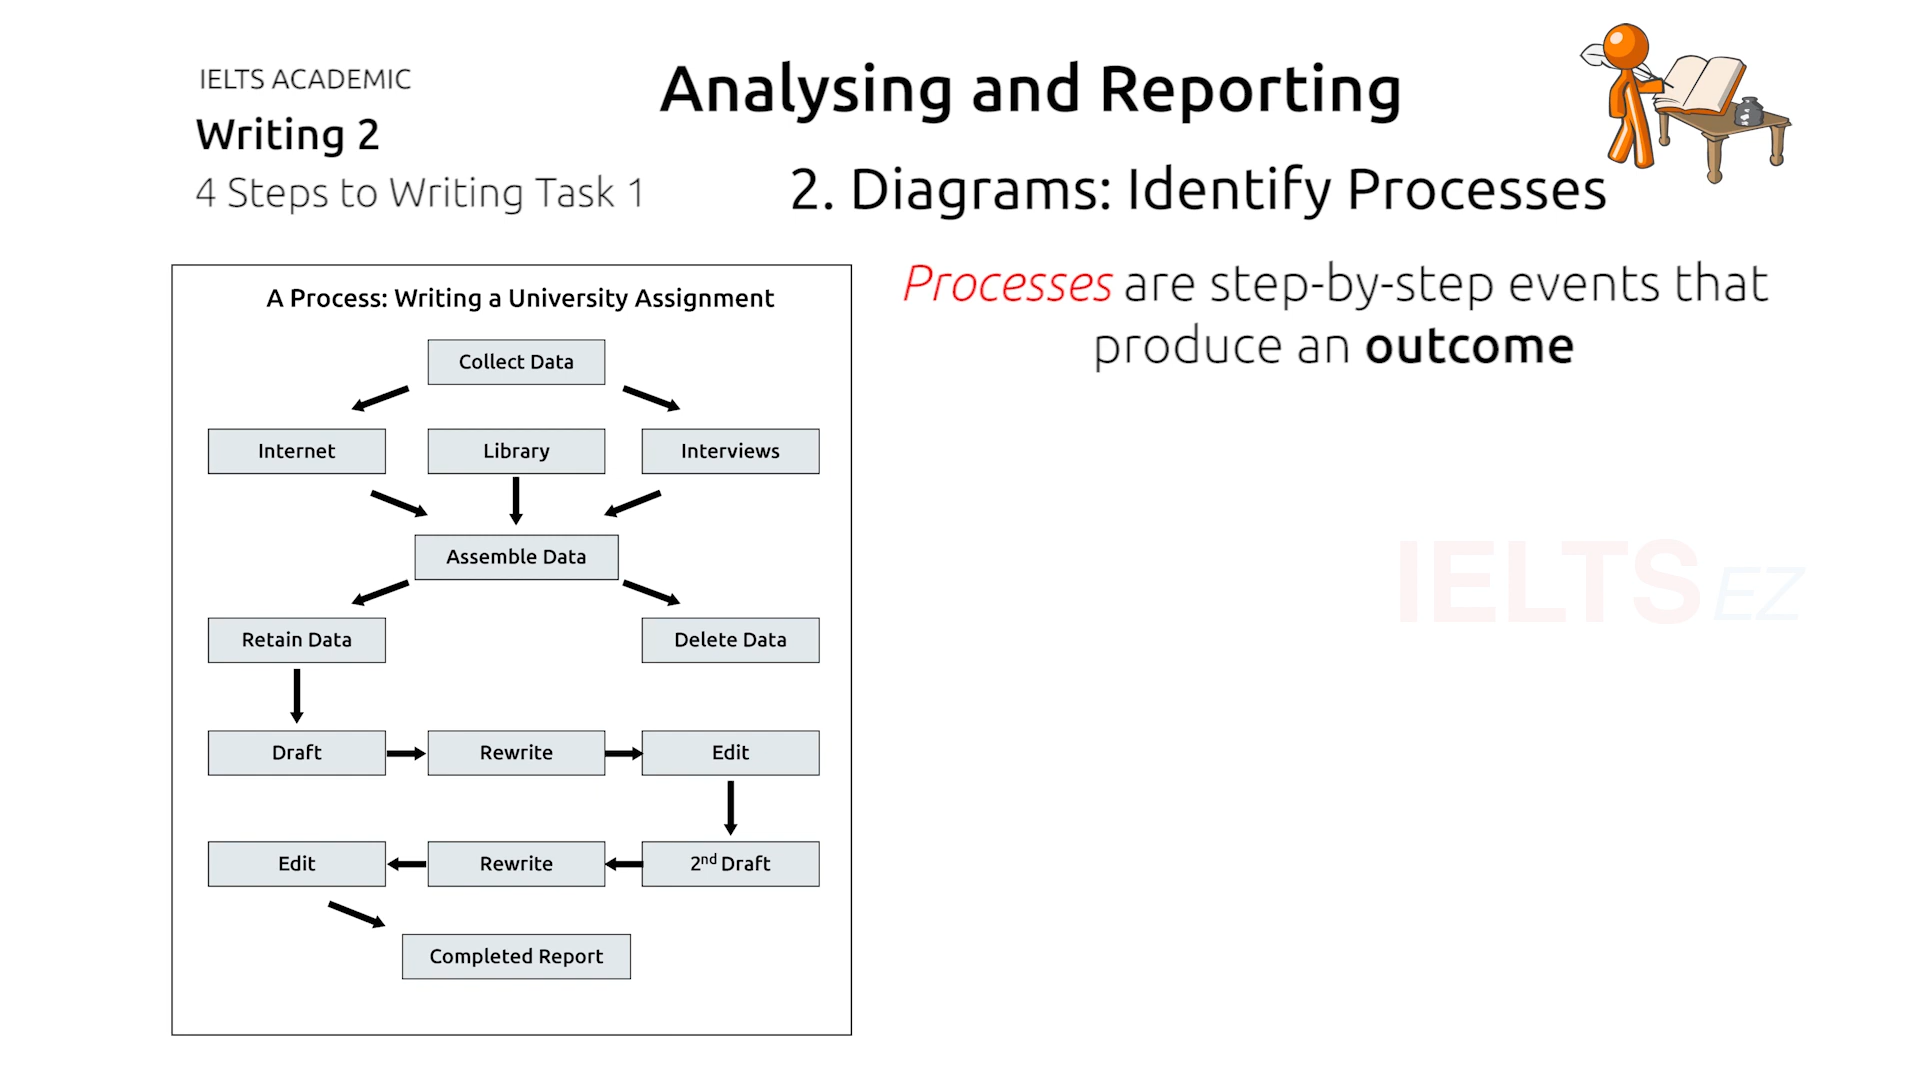 IELTS ACADEMIC
Writing 2
4 Steps to Writing Task 1
Analysing and Reporting
2. Diagrams: Identify Processes
A Process: Writing a University Assignment
Collect Data
Internet
Library
Interviews
Assemble Data
Retain Data
Delete Data
Draft
Rewrite
Edit
Edit
Rewrite
2nd Draft
Completed Report
Processes are step-by-step events that
produce an outcome
IELTS EZ